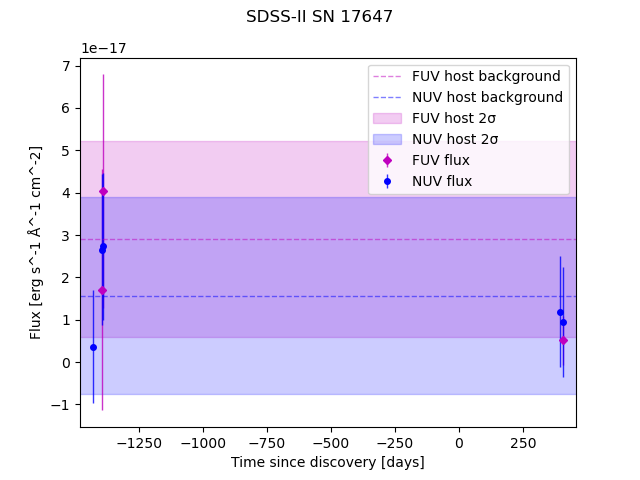 SDSS-II SN 17647
1e−17
FUV host background
NUV host background
FUV host 2σ
NUV host 2σ
FUV flux
NUV flux
7
6
5
4
3
2
1
0
−1
Flux [erg s^-1 Å^-1 cm^-2]
−1250 −1000 −750 −500 −250 0 250
Time since discovery [days]